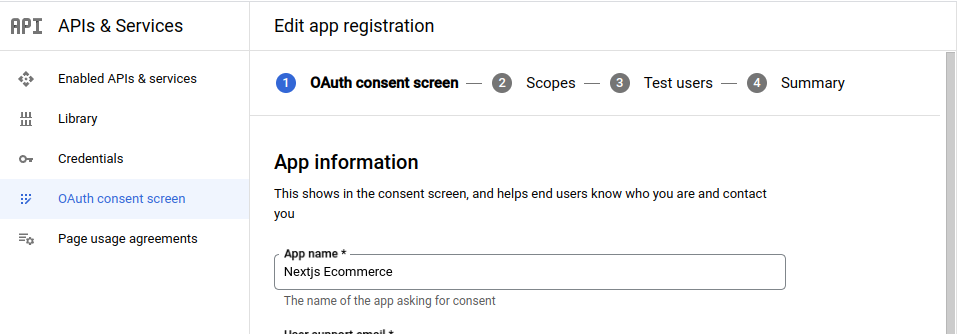 API APIs & Services
Edit app registration
Enabled APIs & services
Library
Credentials
OAuth consent screen
Page usage agreements
1 OAuth consent screen — 2 Scopes — 3 Test users — 4 Summary
App information
This shows in the consent screen, and helps end users know who you are and contact
you
App name *
Nextjs Ecommerce
The name of the app asking for consent
User support email *